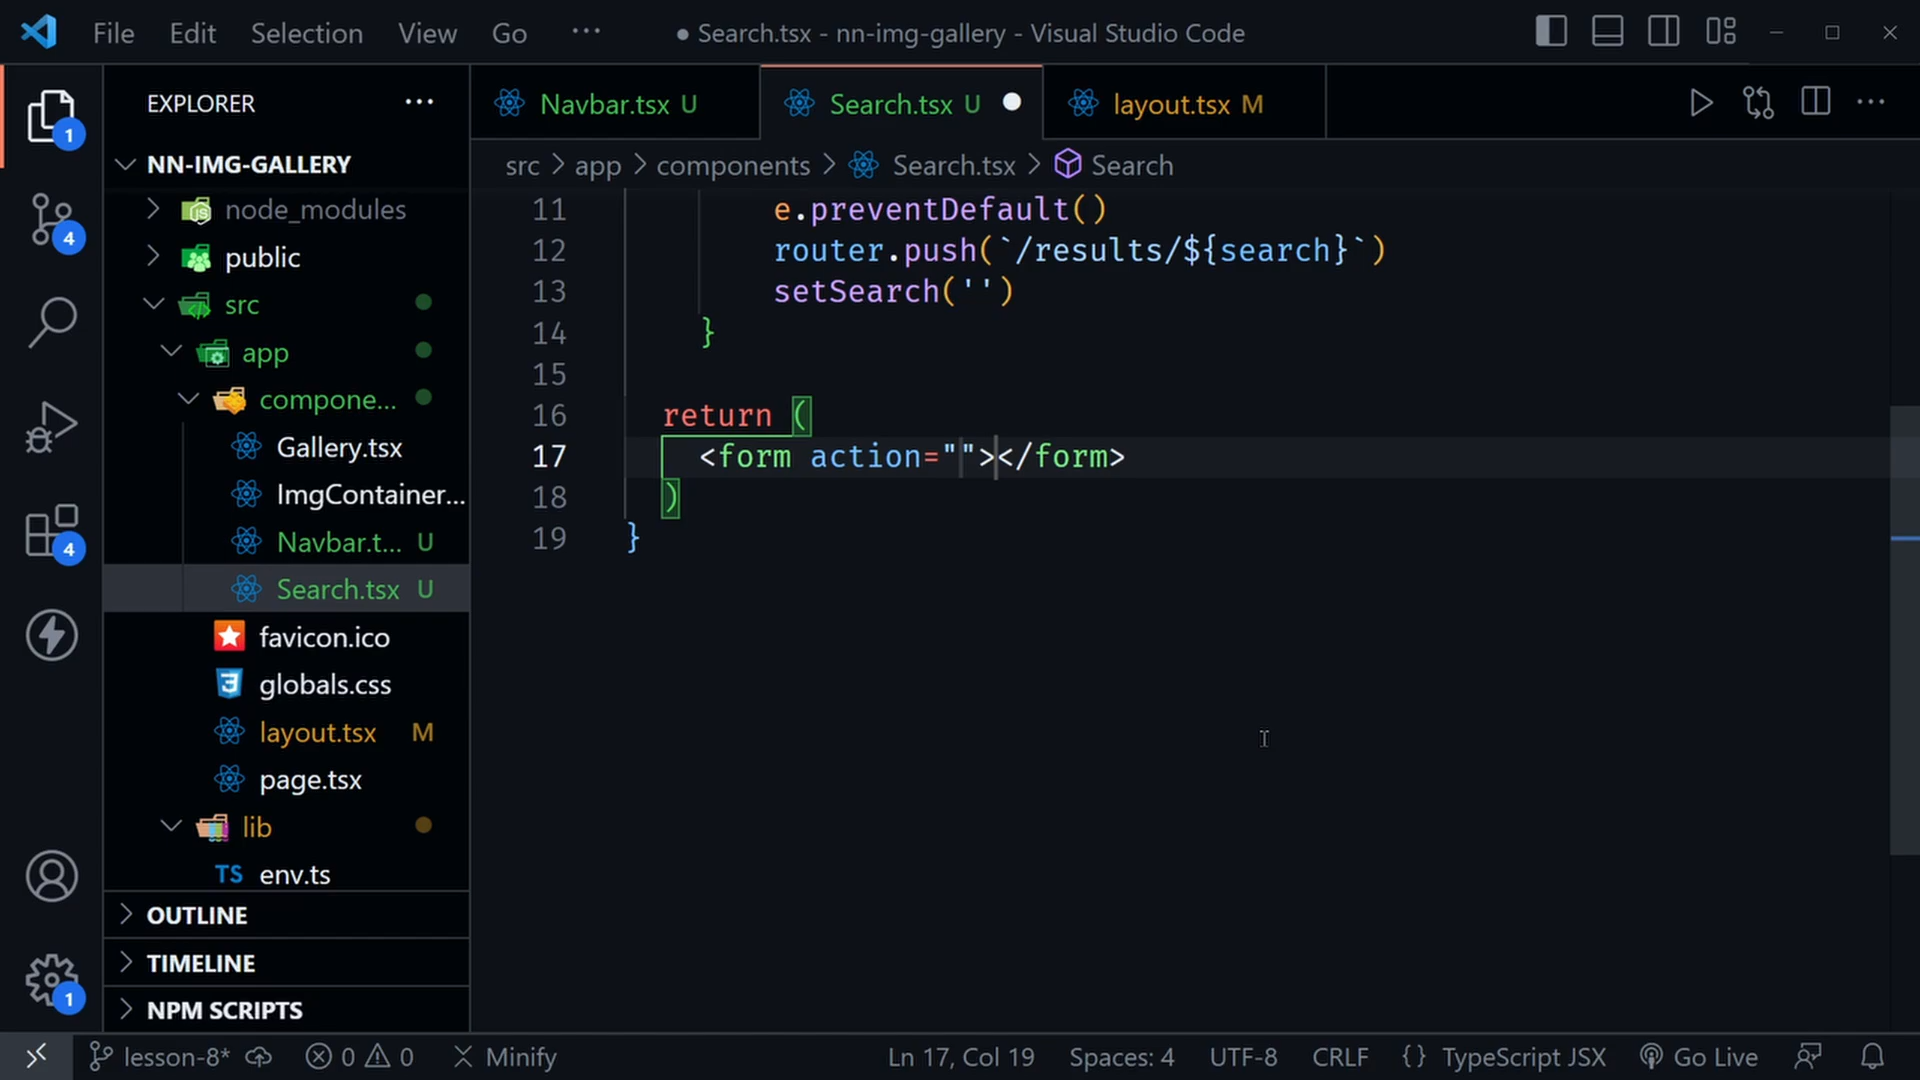 File Edit Selection View Go ··· ● Search.tsx - nn-img-gallery - Visual Studio Code
EXPLORER ···
Navbar.tsx U
Search.tsx U
layout.tsx M
src > app > components > Search.tsx > Search
NN-IMG-GALLERY
node_modules
public
src
app
compone...
Gallery.tsx
ImgContainer...
Navbar.t... U
Search.tsx U
favicon.ico
globals.css
layout.tsx M
page.tsx
lib
TS env.ts
OUTLINE
TIMELINE
NPM SCRIPTS
1
4
4
1
11 e.preventDefault()
12 router.push(`/results/${search}`)
13 setSearch('')
14 }
15
16 return (
17 <form action=""></form>
18 )
19 }
lesson-8* 0 0 Minify Ln 17, Col 19 Spaces: 4 UTF-8 CRLF {} TypeScript JSX Go Live